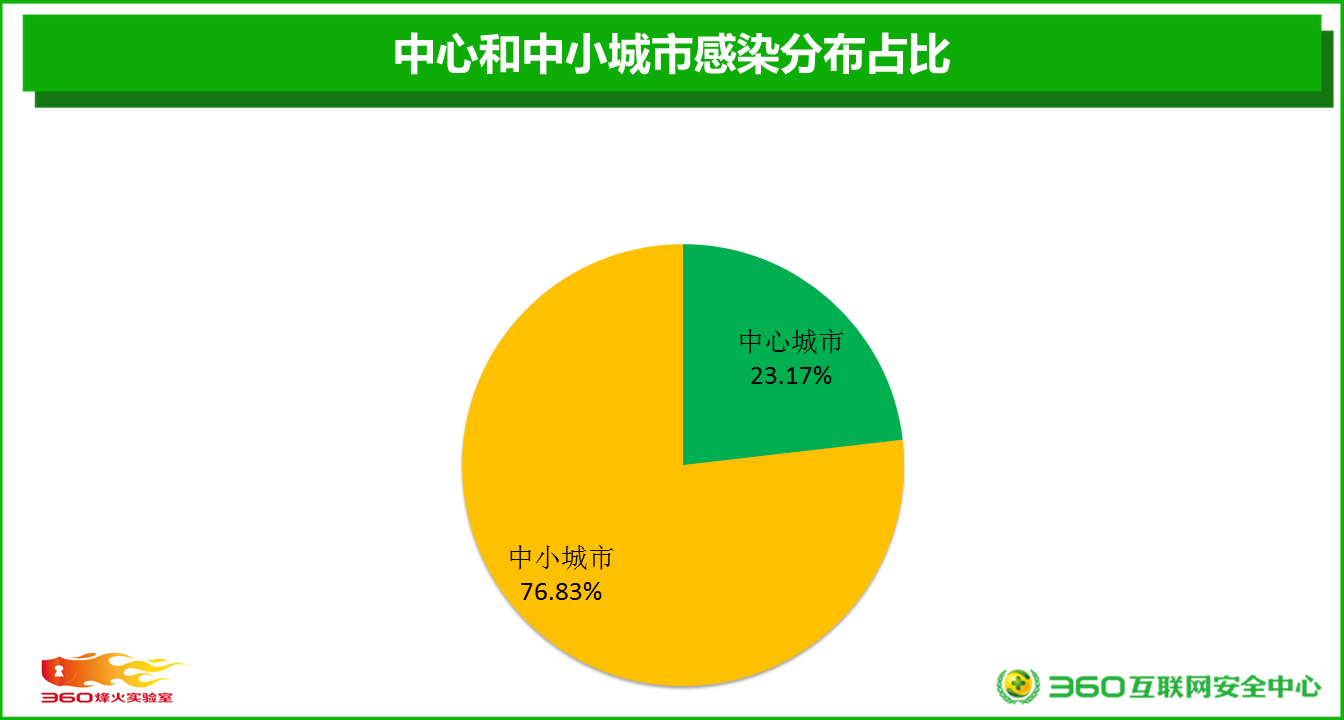 中心和中小城市感染分布占比
中心城市
23.17%
中小城市
76.83%
360烽火实验室
360互联网安全中心